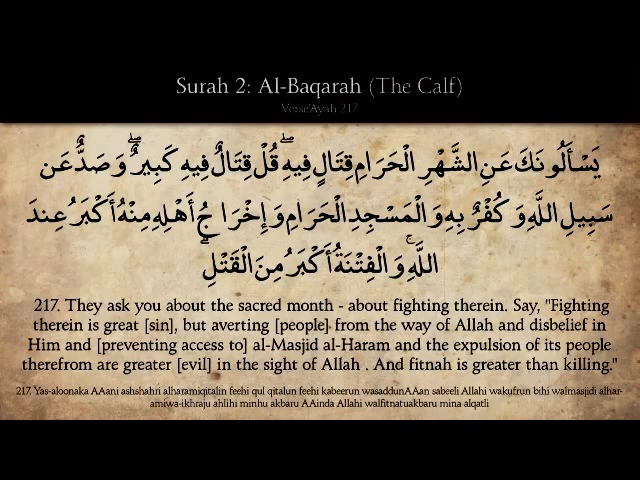 Surah 2: Al-Baqarah (The Calf)
Verse'Ayah 217
يَسْأَلُونَكَ عَنِ الشَّهْرِ الْحَرَامِ قِتَالٍ فِيهِ ۖ قُلْ قِتَالٌ فِيهِ كَبِيرٌ ۖ وَصَدٌّ عَن
سَبِيلِ اللَّهِ وَكُفْرٌ بِهِ وَالْمَسْجِدِ الْحَرَامِ وَإِخْرَاجُ أَهْلِهِ مِنْهُ أَكْبَرُ عِندَ
اللَّهِ ۚ وَالْفِتْنَةُ أَكْبَرُ مِنَ الْقَتْلِ ۗ
217. They ask you about the sacred month - about fighting therein. Say, "Fighting
therein is great [sin], but averting [people] from the way of Allah and disbelief in
Him and [preventing access to] al-Masjid al-Haram and the expulsion of its people
therefrom are greater [evil] in the sight of Allah . And fitnah is greater than killing."
217. Yas-aloonaka AAani ashshahri alharamiqitalin feehi qul qitalun feehi kabeerun wasaddunAAan sabeeli Allahi wakufrun bihi walmasjidi alhar-
amiwa-ikhraju ahlihi minhu akbaru AAinda Allahi walfitnatuakbaru mina alqatli